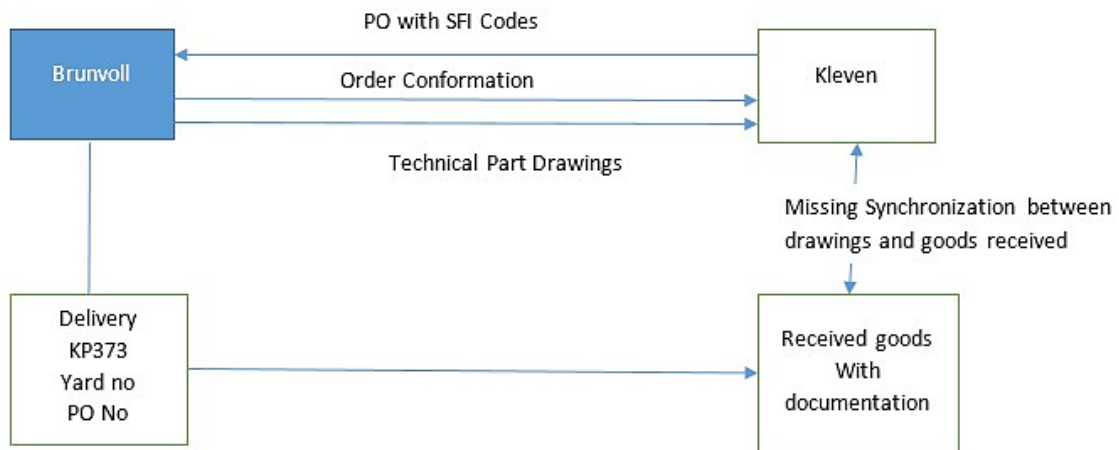 PO with SFI Codes
Brunvoll
Kleven
Order Conformation
Technical Part Drawings
Missing Synchronization between
drawings and goods received
Delivery
KP373
Yard no
PO No
Received goods
With
documentation